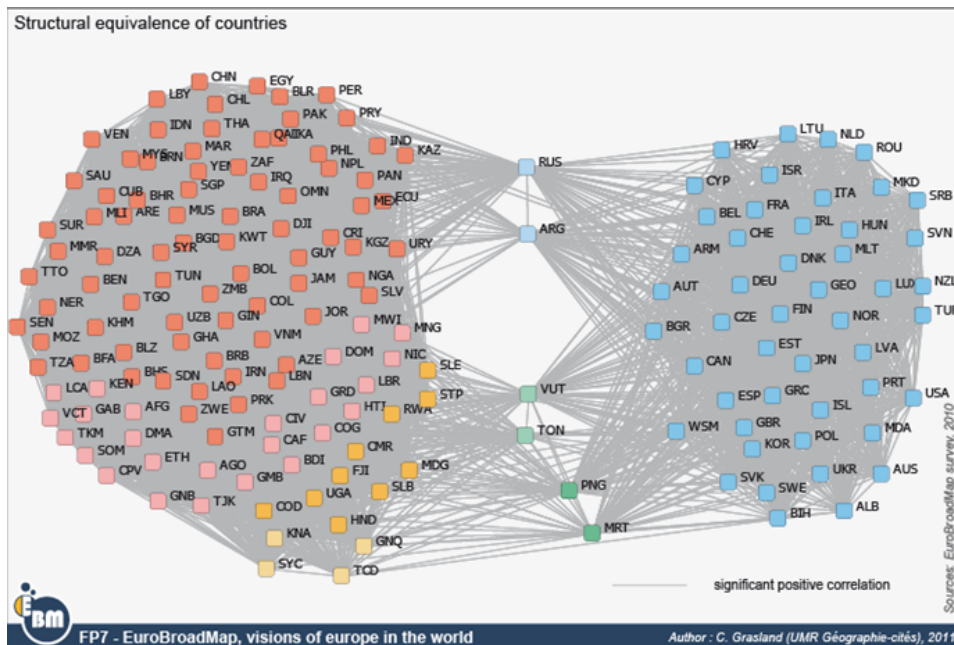 Structural equivalence of countries
CHN
EGY
LBY
CHL
BLR
PER
PAK
PRY
IDN
THA
VEN
MYS
BRN
MAR
PHL
IND
KAZ
YEM
ZAF
NPL
SAU
SGP
IRQ
OMN
PAN
CUB
BHR
MEX
ECU
MLI
ARE
MUS
BRA
DJI
SUR
BGD
KWT
CRI
KGZ
URY
MMR
DZA
SYR
GUY
TTO
BEN
TUN
BOL
JAM
NGA
ZMB
SLV
NER
TGO
COL
SEN
KHM
UZB
GIN
JOR
MWI
MNG
MOZ
GHA
VNM
TZA
BFA
BLZ
BRB
AZE
DOM
NIC
SLE
BHS
SDN
IRN
LBN
LCA
KEN
LAO
GRD
LBR
STP
VCT
GAB
AFG
ZWE
PRK
CIV
HTI
RWA
TKM
DMA
GTM
COG
SOM
CAF
CMR
CPV
ETH
AGO
BDI
FJI
MDG
GMB
SLB
GNB
TJK
COD
UGA
HND
KNA
GNQ
SYC
TCD
RUS
ARG
VUT
TON
PNG
MRT
LTU
NLD
HRV
ROU
CYP
ISR
ITA
MKD
SRB
BEL
FRA
IRL
HUN
CHE
SVN
ARM
DNK
MLT
AUT
DEU
GEO
LUX
NZL
BGR
CZE
FIN
NOR
EST
LVA
CAN
JPN
PRT
ESP
GRC
ISL
USA
WSM
GBR
KOR
POL
MDA
SVK
SWE
UKR
AUS
BIH
ALB
significant positive correlation
Sources: EuroBroadMap survey, 2010
EBM
FP7 - EuroBroadMap, visions of europe in the world
Author : C. Grasland (UMR Géographie-cités), 2011